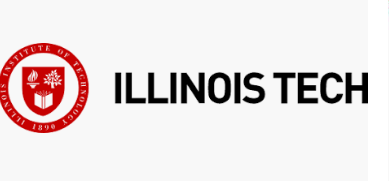 ILLINOIS INSTITUTE OF TECHNOLOGY
1890
ILLINOIS TECH